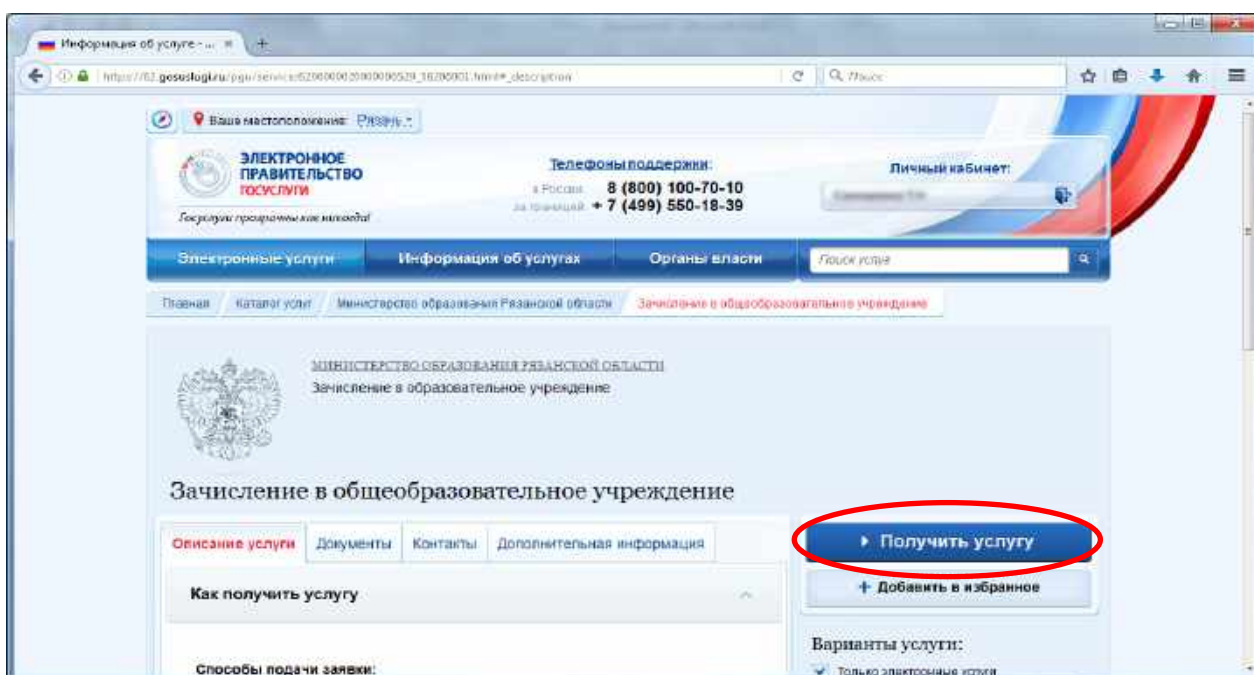 Информация об услуге - ...
https://62.gosuslugi.ru/pgu/service/
Поиск
Ваше местоположение: Рязань
ЭЛЕКТРОННОЕ
ПРАВИТЕЛЬСТВО
ГОСУСЛУГИ
Госуслуги прозрачны как никогда!
Телефоны поддержки:
в России 8 (800) 100-70-10
за границей + 7 (499) 550-18-39
Личный кабинет:
Электронные услуги Информация об услугах Органы власти Поиск услуг
Главная Каталог услуг Министерство образования Рязанской области Зачисление в общеобразовательное учреждение
МИНИСТЕРСТВО ОБРАЗОВАНИЯ РЯЗАНСКОЙ ОБЛАСТИ
Зачисление в образовательное учреждение
Зачисление в общеобразовательное учреждение
Описание услуги Документы Контакты Дополнительная информация
Получить услугу
Как получить услугу
+ Добавить в избранное
Варианты услуги:
Способы подачи заявки:
Только электронные услуги